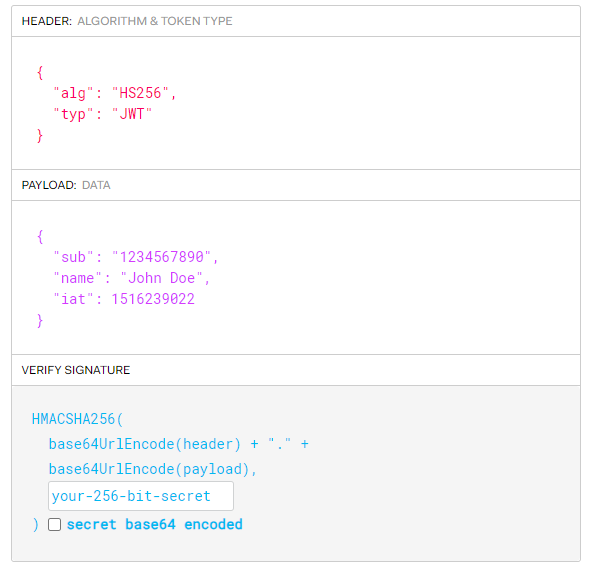 HEADER: ALGORITHM & TOKEN TYPE
{
"alg": "HS256",
"typ": "JWT"
}
PAYLOAD: DATA
{
"sub": "1234567890",
"name": "John Doe",
"iat": 1516239022
}
VERIFY SIGNATURE
HMACSHA256(
base64UrlEncode(header) + "." +
base64UrlEncode(payload),
your-256-bit-secret
) secret base64 encoded